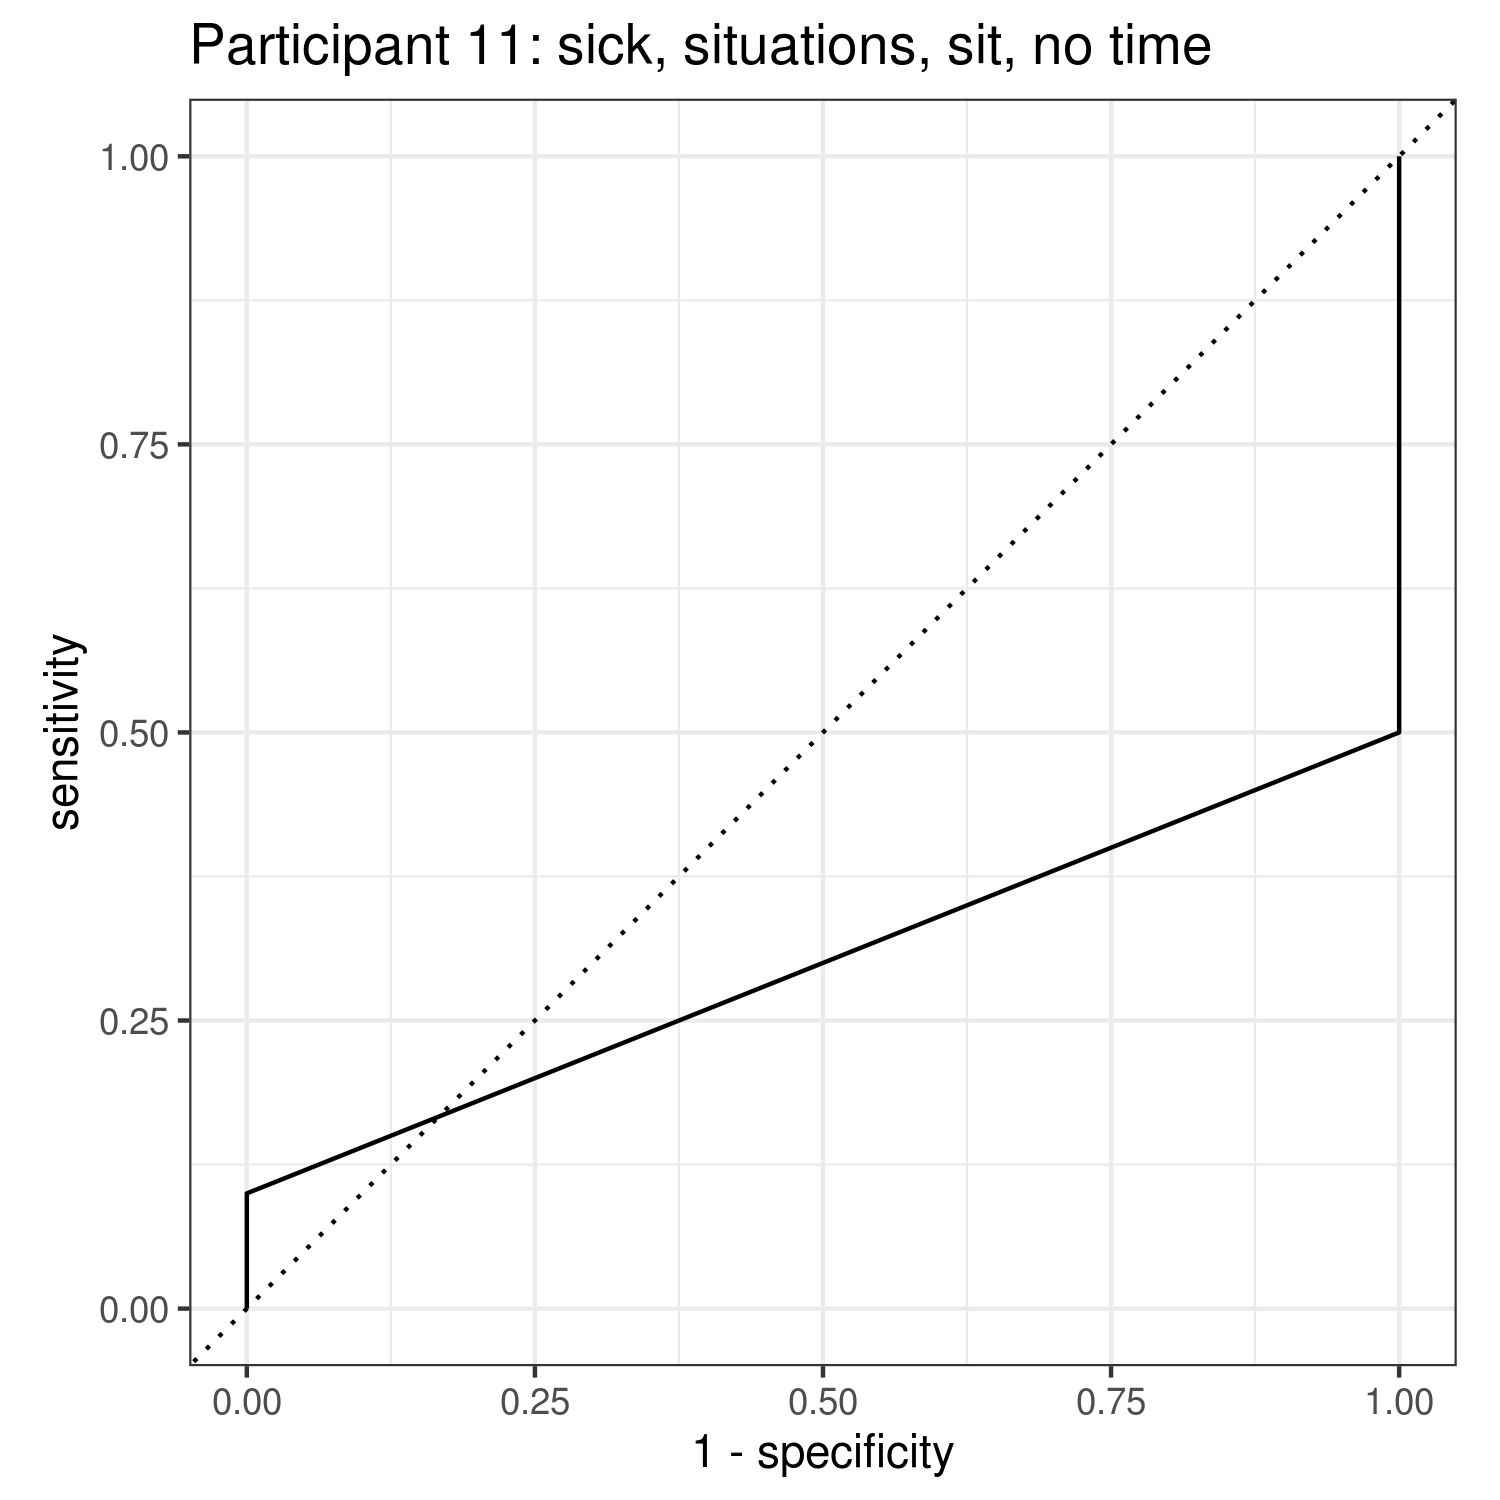 Participant 11: sick, situations, sit, no time
1.00
0.75
0.50
0.25
0.00
sensitivity
0.00 0.25 0.50 0.75 1.00
1 - specificity